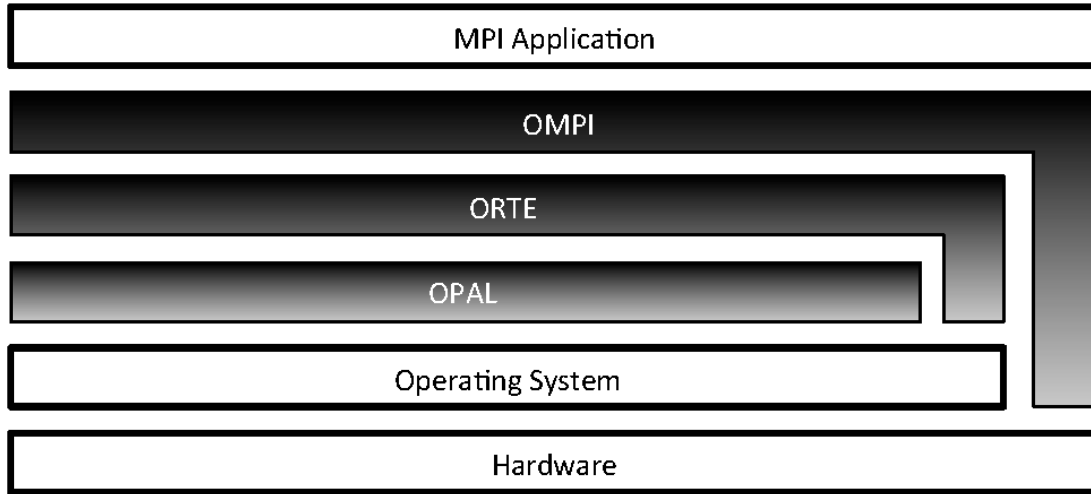 MPI Application
OMPI
ORTE
OPAL
Operating System
Hardware